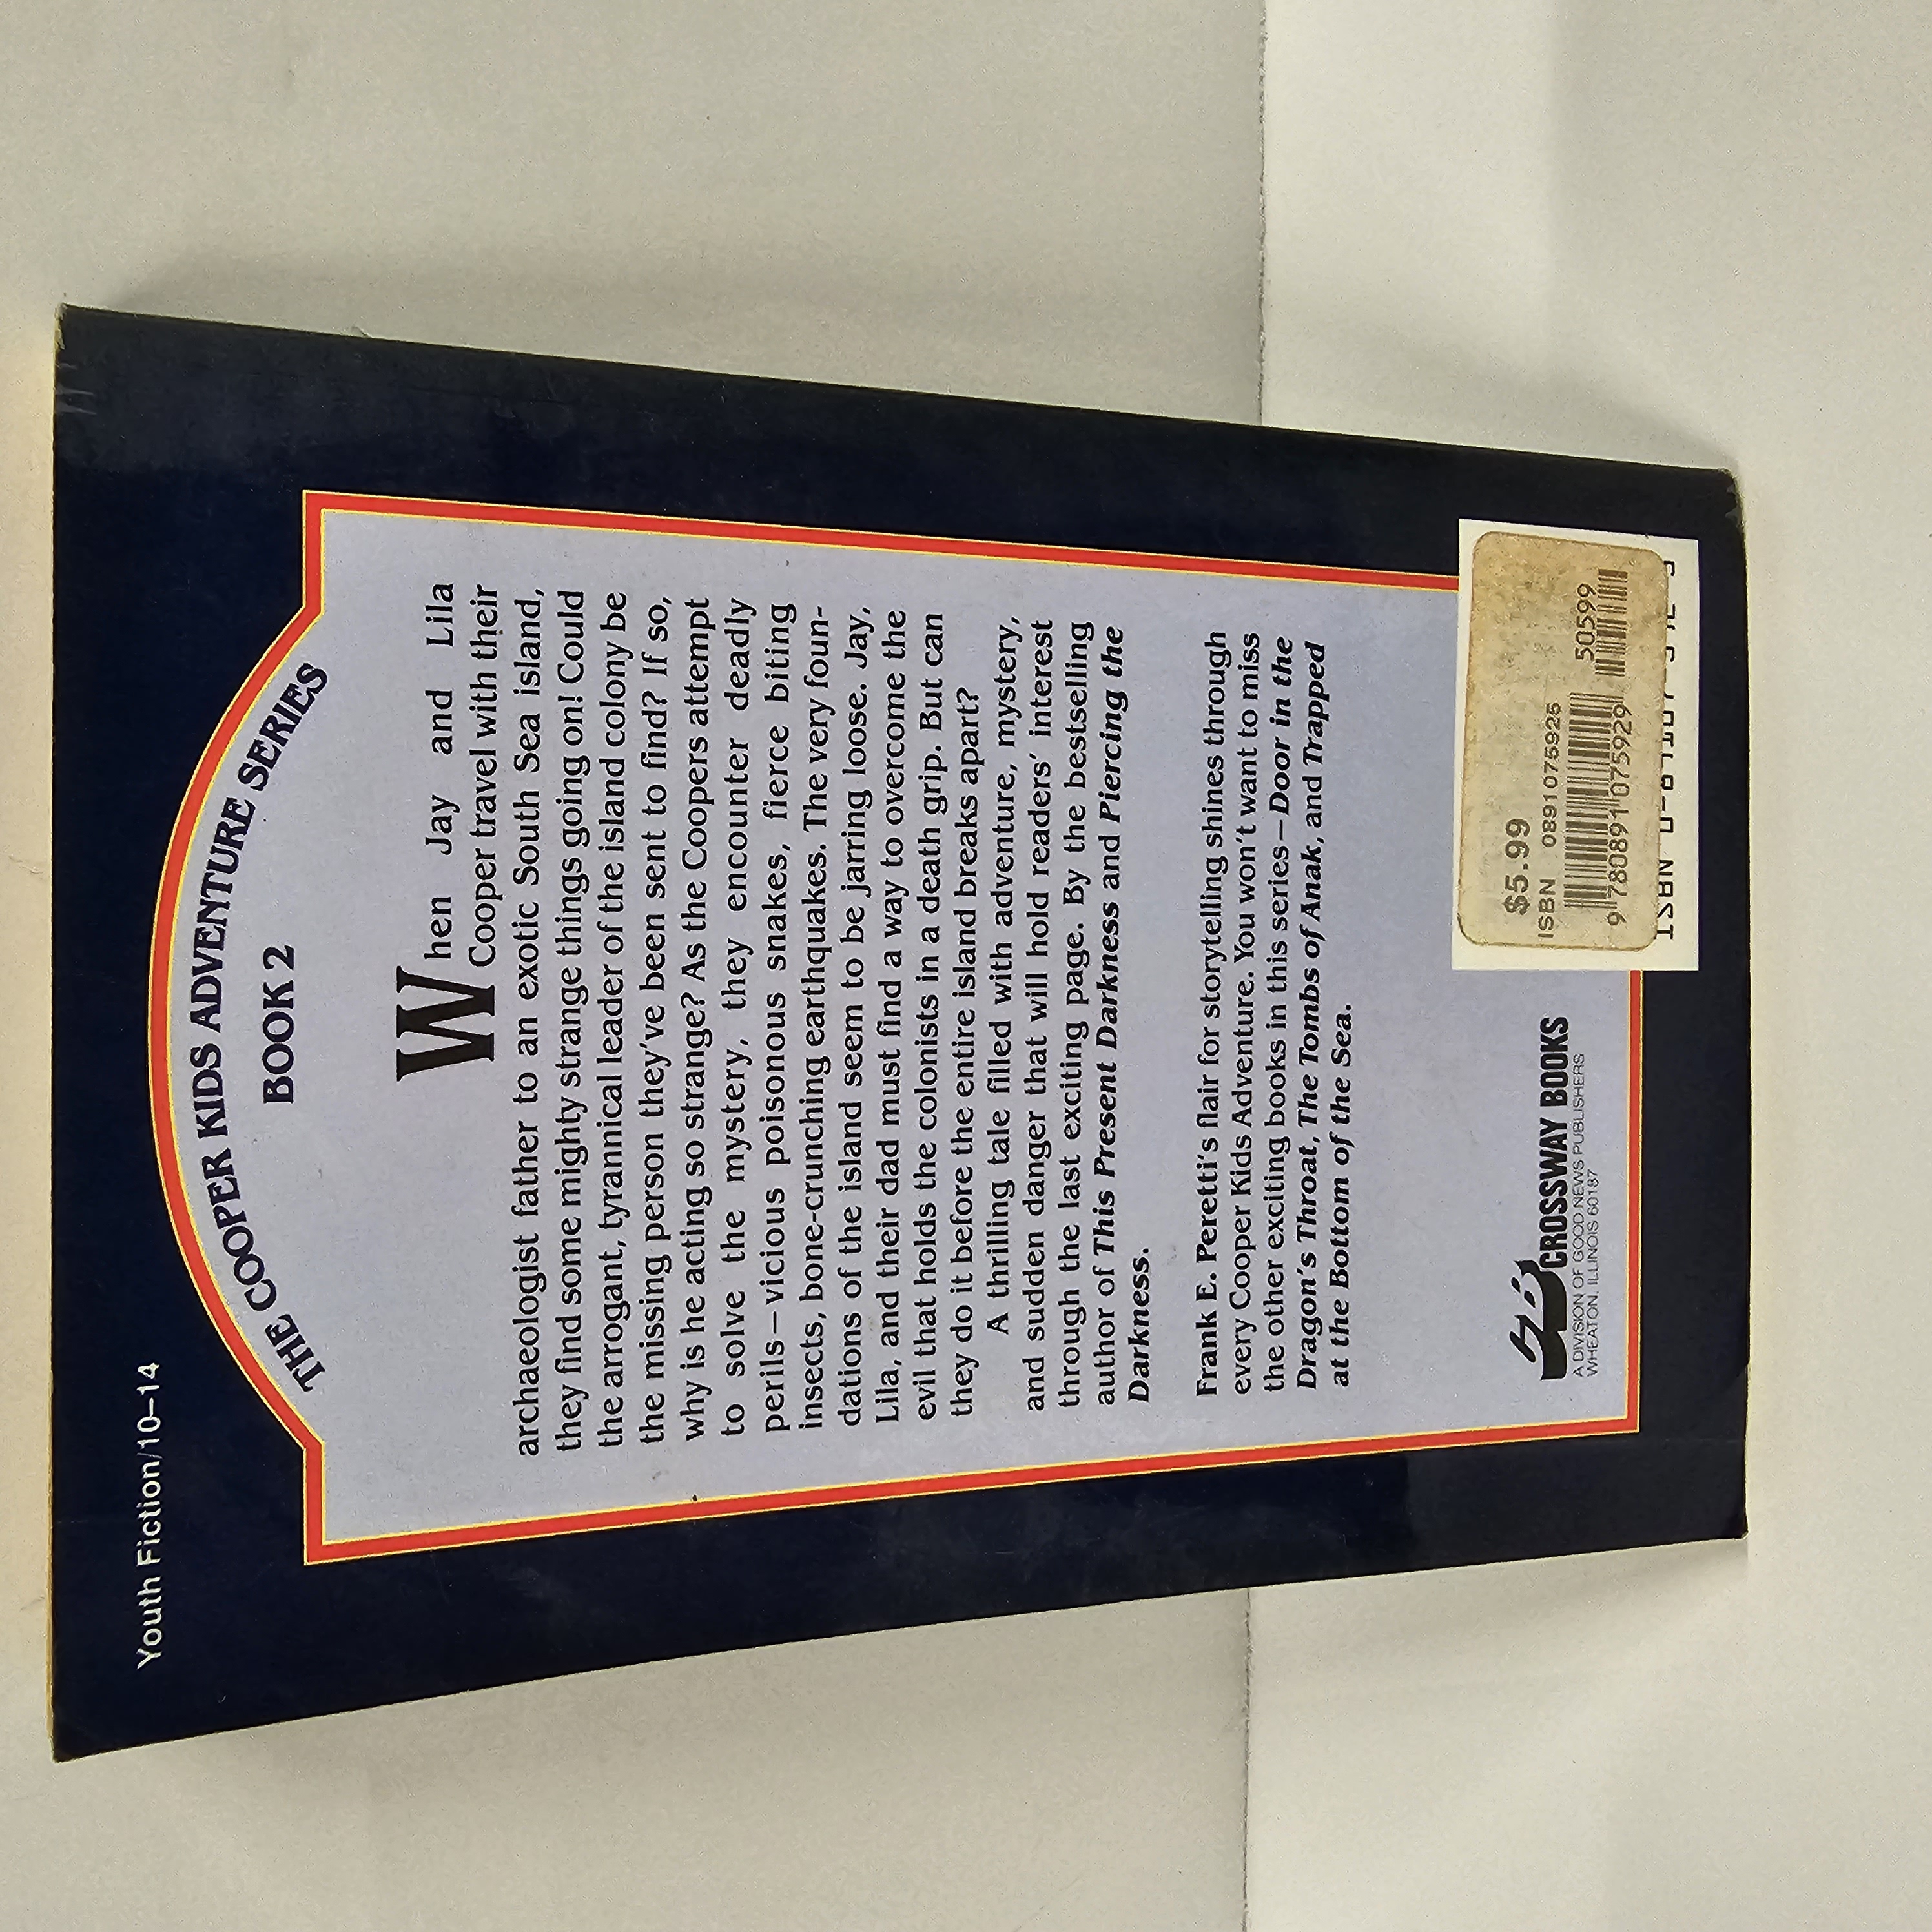 Youth Fiction/10–14
THE COOPER KIDS ADVENTURE SERIES
BOOK 2
When Jay and Lila
Cooper travel with their
archaeologist father to an exotic South Sea island,
they find some mighty strange things going on! Could
the arrogant, tyrannical leader of the island colony be
the missing person they've been sent to find? If so,
why is he acting so strange? As the Coopers attempt
to solve the mystery, they encounter deadly
perils—vicious poisonous snakes, fierce biting
insects, bone-crunching earthquakes. The very foun-
dations of the island seem to be jarring loose. Jay,
Lila, and their dad must find a way to overcome the
evil that holds the colonists in a death grip. But can
they do it before the entire island breaks apart?
A thrilling tale filled with adventure, mystery,
and sudden danger that will hold readers' interest
through the last exciting page. By the bestselling
author of This Present Darkness and Piercing the
Darkness.
Frank E. Peretti's flair for storytelling shines through
every Cooper Kids Adventure. You won't want to miss
the other exciting books in this series—Door in the
Dragon's Throat, The Tombs of Anak, and Trapped
at the Bottom of the Sea.
CB CROSSWAY BOOKS
A DIVISION OF GOOD NEWS PUBLISHERS
WHEATON, ILLINOIS 60187
$5.99
ISBN 0891075925
50599
9 780891 075929
ISBN